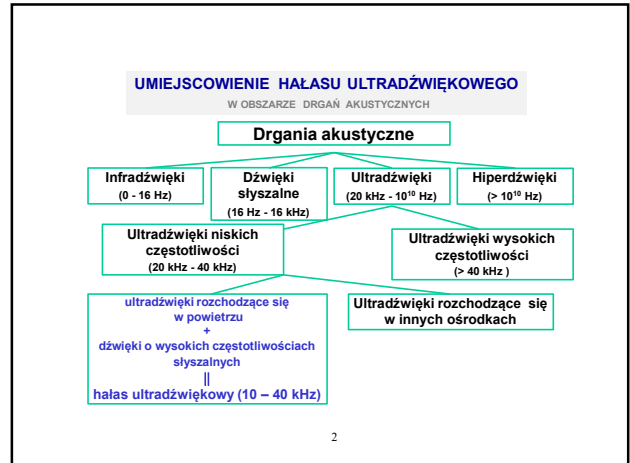 UMIEJSCOWIENIE HAŁASU ULTRADŹWIĘKOWEGO
W OBSZARZE DRGAŃ AKUSTYCZNYCH
Drgania akustyczne
Infradźwięki
(0 - 16 Hz)
Dźwięki
słyszalne
(16 Hz - 16 kHz)
Ultradźwięki
(20 kHz - 10¹⁰ Hz)
Hiperdźwięki
(> 10¹⁰ Hz)
Ultradźwięki niskich
częstotliwości
(20 kHz - 40 kHz)
Ultradźwięki wysokich
częstotliwości
(> 40 kHz )
ultradźwięki rozchodzące się
w powietrzu
+
dźwięki o wysokich częstotliwościach
słyszalnych
||
hałas ultradźwiękowy (10 – 40 kHz)
Ultradźwięki rozchodzące się
w innych ośrodkach
2